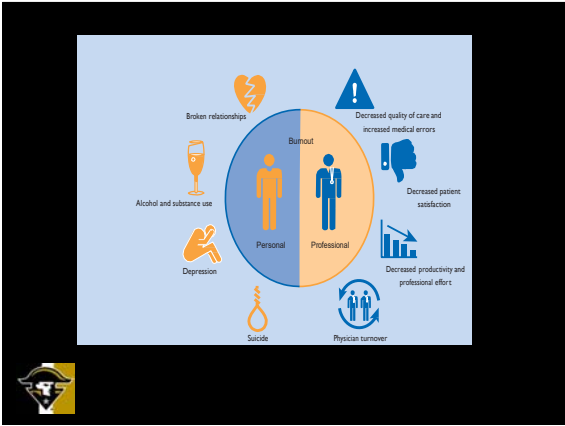 Broken relationships
Decreased quality of care and
increased medical errors
Burnout
Alcohol and substance use
Decreased patient
satisfaction
Personal
Professional
Depression
Decreased productivity and
professional effort
Suicide
Physician turnover